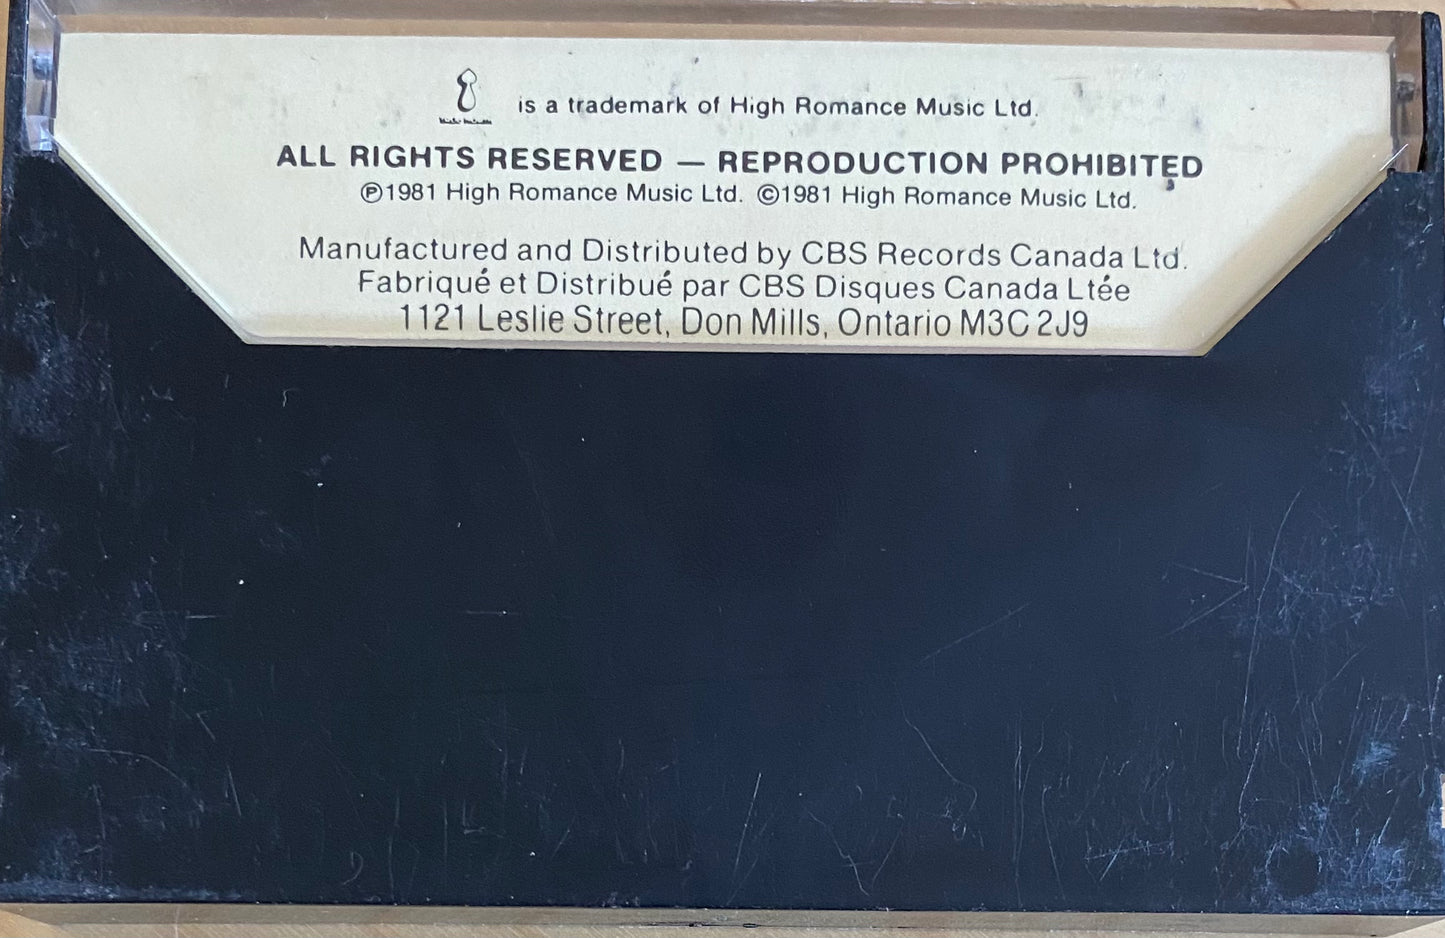 is a trademark of High Romance Music Ltd.
ALL RIGHTS RESERVED — REPRODUCTION PROHIBITED
℗1981 High Romance Music Ltd. ©1981 High Romance Music Ltd.
Manufactured and Distributed by CBS Records Canada Ltd.
Fabriqué et Distribué par CBS Disques Canada Ltée
1121 Leslie Street, Don Mills, Ontario M3C 2J9